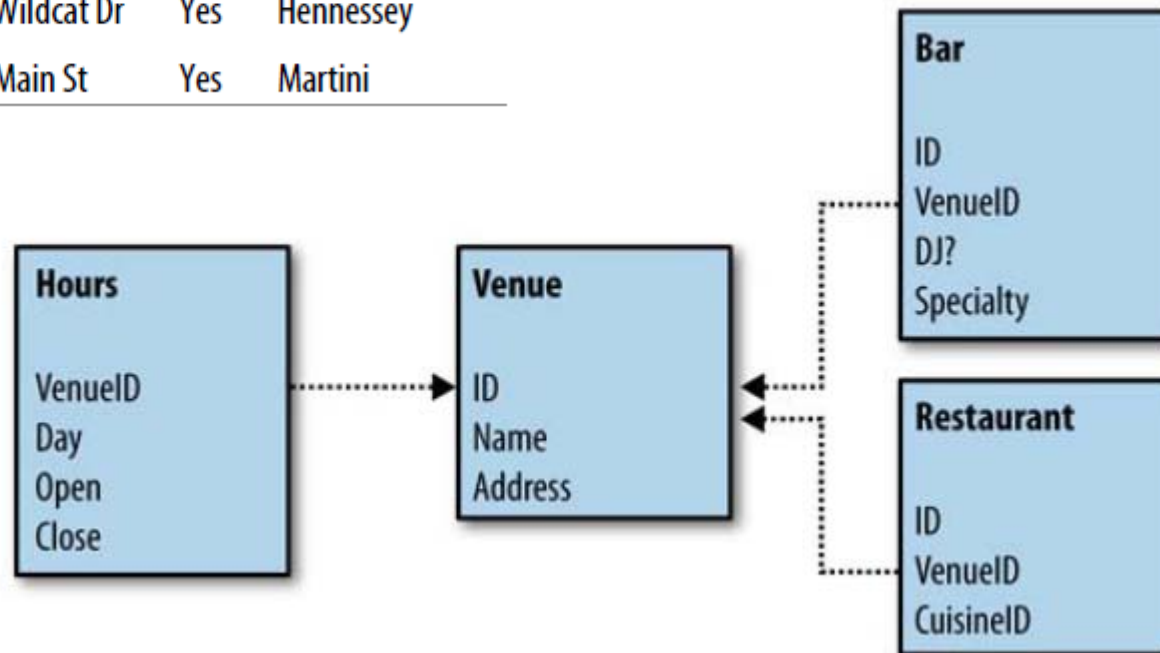 Wildcat Dr Yes Hennessey
Main St Yes Martini
Hours
VenueID
Day
Open
Close
Venue
ID
Name
Address
Bar
ID
VenueID
DJ?
Specialty
Restaurant
ID
VenueID
CuisineID